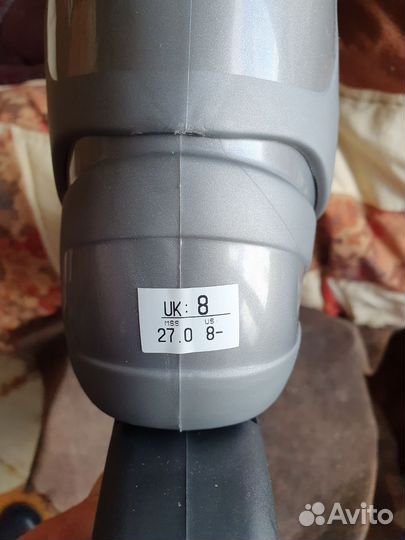 UK: 8
MSS US
27.0 8-
Avito